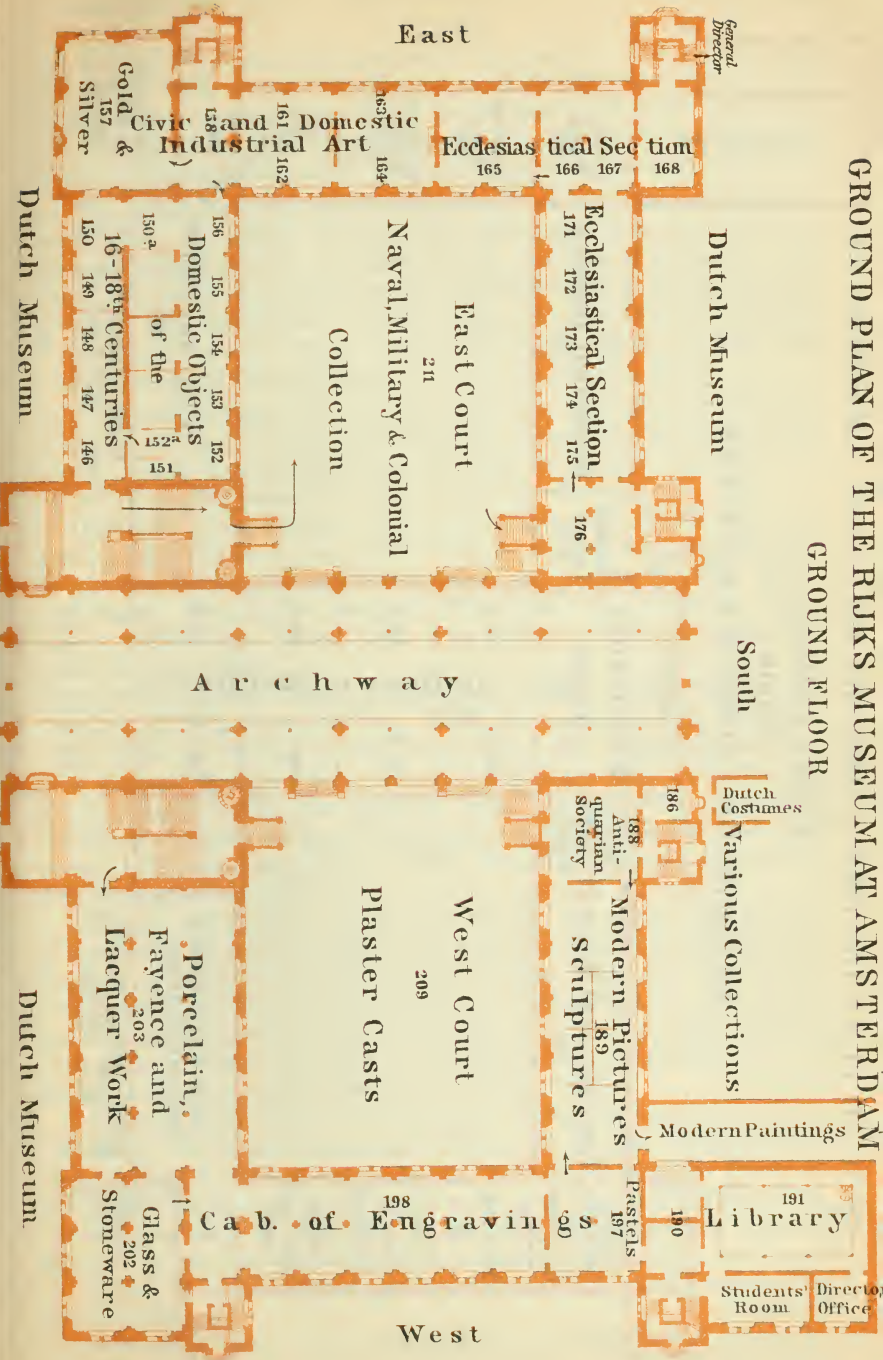 GROUND PLAN OF THE RIJKS MUSEUM AT AMSTERDAM
GROUND FLOOR
East
General
Director
Gold &
157
Silver
Civic and Domestic
Industrial Art
158
161
162
163
164
Ecclesiastical Section
165
166
167
168
Dutch Museum
16-18th Centuries
150
149
148
147
146
150a
of the
152a
151
Domestic Objects
156
155
154
153
152
East Court
211
Naval, Military & Colonial
Collection
Ecclesiastical Section
171
172
173
174
175
176
Dutch Museum
Archway
South
Dutch
Costumes
186
188
Anti-
quarian
Society
Various Collections
Modern Pictures
189
Sculptures
West Court
209
Plaster Casts
Porcelain,
Fayence and
203
Lacquer Work
Dutch Museum
Modern Paintings
Glass &
202
Stoneware
Cab. of Engravings
198
Pastels
197
190
191
Library
Students'
Room
Director
Office
West